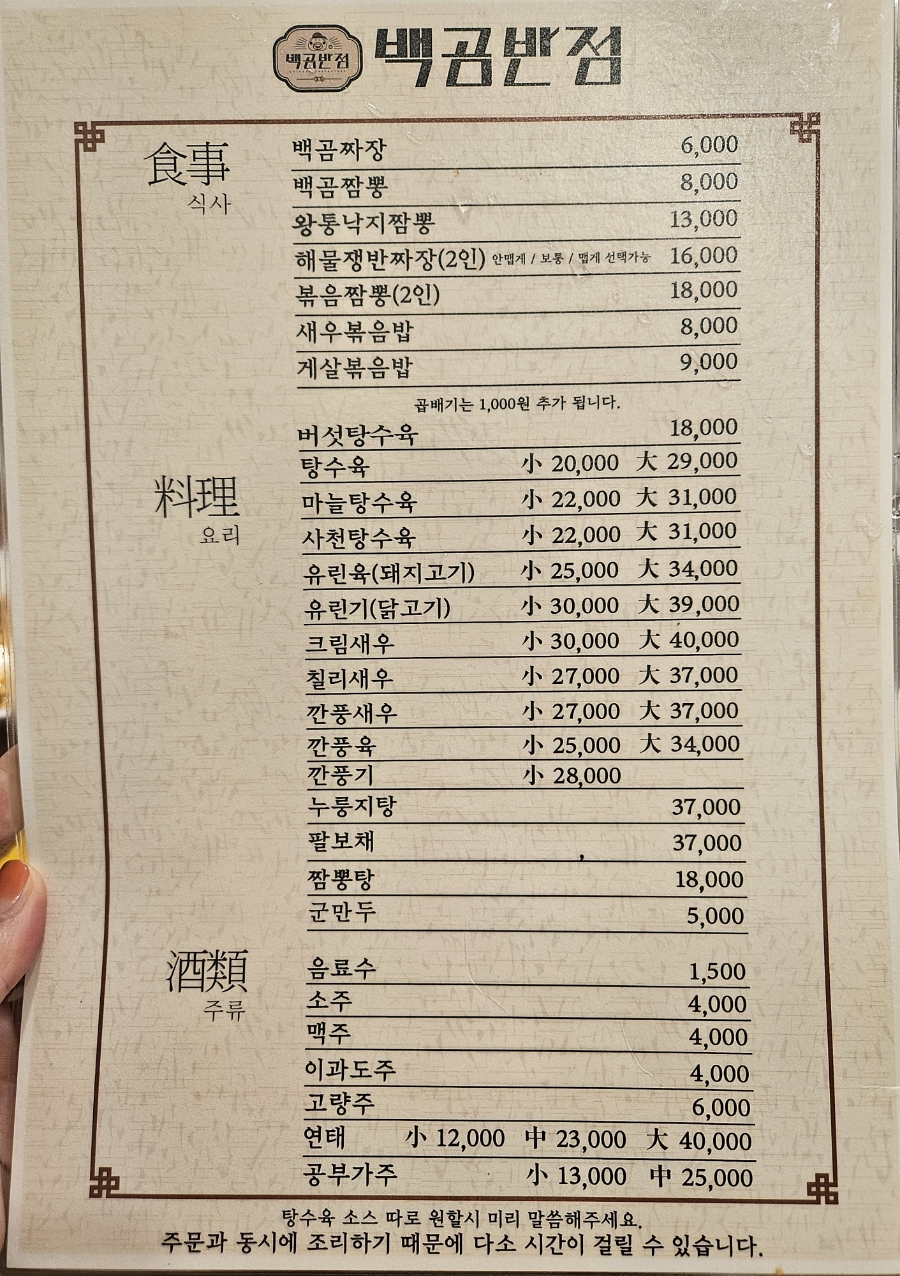 백곰반점 백곰반점
食事
식사
백곰짜장 6,000
백곰짬뽕 8,000
왕통낙지짬뽕 13,000
해물쟁반짜장(2인) 안맵게 / 보통 / 맵게 선택가능 16,000
볶음짬뽕(2인) 18,000
새우볶음밥 8,000
게살볶음밥 9,000
곱배기는 1,000원 추가 됩니다.
料理
요리
버섯탕수육 18,000
탕수육 小 20,000 大 29,000
마늘탕수육 小 22,000 大 31,000
사천탕수육 小 22,000 大 31,000
유린육(돼지고기) 小 25,000 大 34,000
유린기(닭고기) 小 30,000 大 39,000
크림새우 小 30,000 大 40,000
칠리새우 小 27,000 大 37,000
깐풍새우 小 27,000 大 37,000
깐풍육 小 25,000 大 34,000
깐풍기 小 28,000
누룽지탕 37,000
팔보채 37,000
짬뽕탕 18,000
군만두 5,000
酒類
주류
음료수 1,500
소주 4,000
맥주 4,000
이과도주 4,000
고량주 6,000
연태 小 12,000 中 23,000 大 40,000
공부가주 小 13,000 中 25,000
탕수육 소스 따로 원할시 미리 말씀해주세요.
주문과 동시에 조리하기 때문에 다소 시간이 걸릴 수 있습니다.